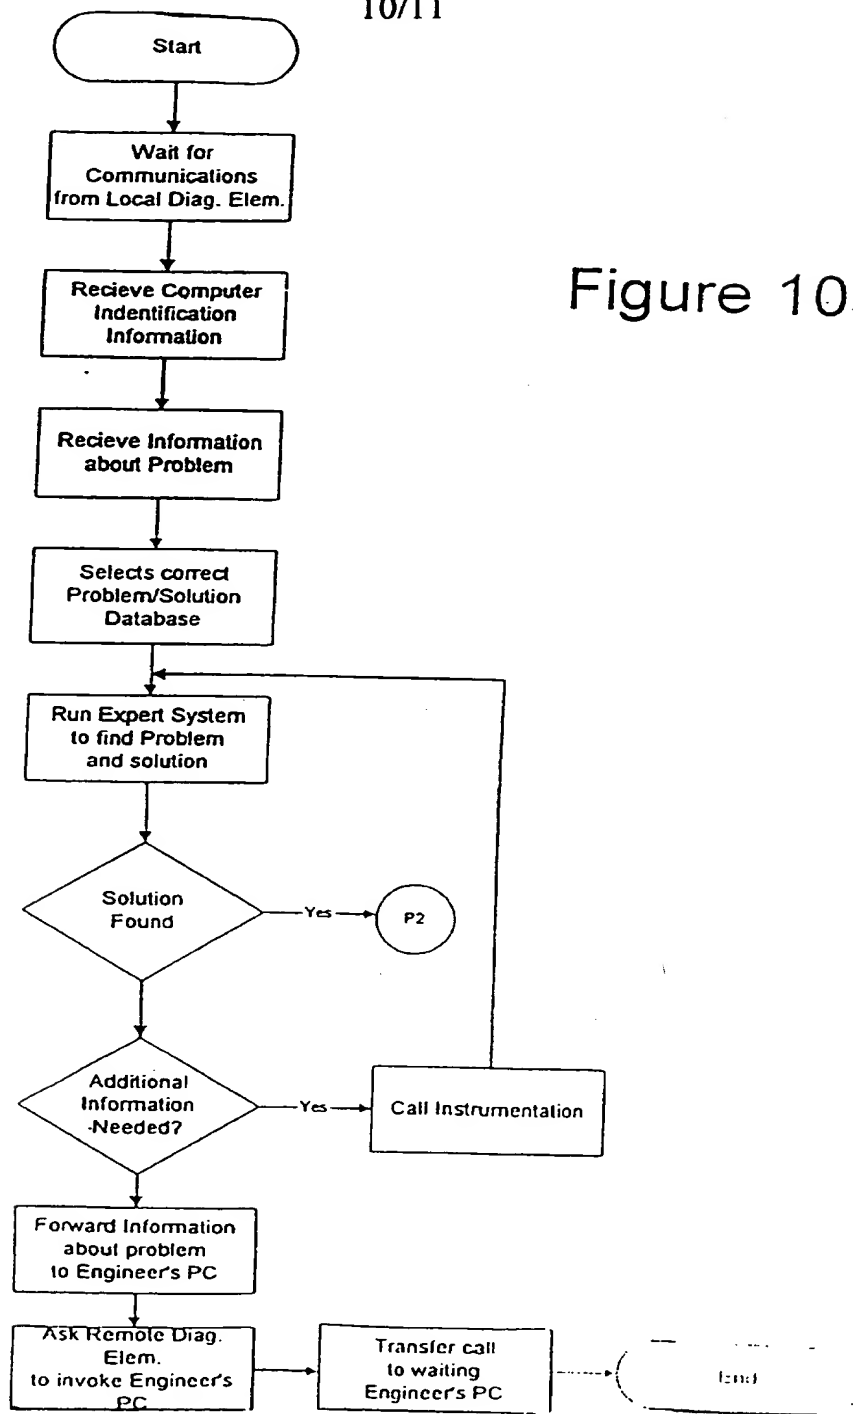 10/11
Start
Wait for
Communications
from Local Diag. Elem.
Recieve Computer
Indentification
Information
Figure 10.
Recieve Information
about Problem
Selects correct
Problem/Solution
Database
Run Expert System
to find Problem
and solution
Solution
Found
Yes
P2
Additional
Information
Needed?
Yes
Call Instrumentation
Forward Information
about problem
to Engineer's PC
Ask Remote Diag.
Elem.
to invoke Engineer's
PC
Transfer call
to waiting
Engineer's PC
End